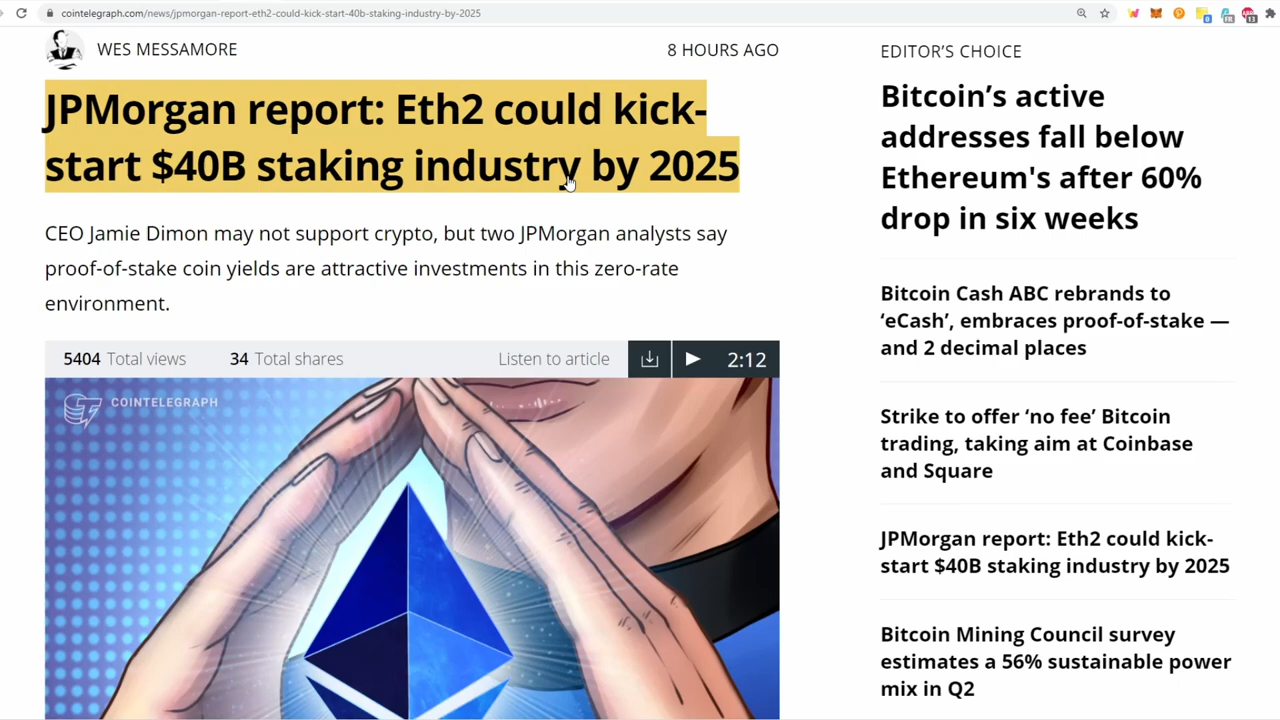 cointelegraph.com/news/jpmorgan-report-eth2-could-kick-start-40b-staking-industry-by-2025
WES MESSAMORE
8 HOURS AGO
JPMorgan report: Eth2 could kick-
start $40B staking industry by 2025
CEO Jamie Dimon may not support crypto, but two JPMorgan analysts say
proof-of-stake coin yields are attractive investments in this zero-rate
environment.
5404 Total views 34 Total shares Listen to article 2:12
COINTELEGRAPH
EDITOR'S CHOICE
Bitcoin’s active
addresses fall below
Ethereum's after 60%
drop in six weeks
Bitcoin Cash ABC rebrands to
‘eCash’, embraces proof-of-stake —
and 2 decimal places
Strike to offer ‘no fee’ Bitcoin
trading, taking aim at Coinbase
and Square
JPMorgan report: Eth2 could kick-
start $40B staking industry by 2025
Bitcoin Mining Council survey
estimates a 56% sustainable power
mix in Q2